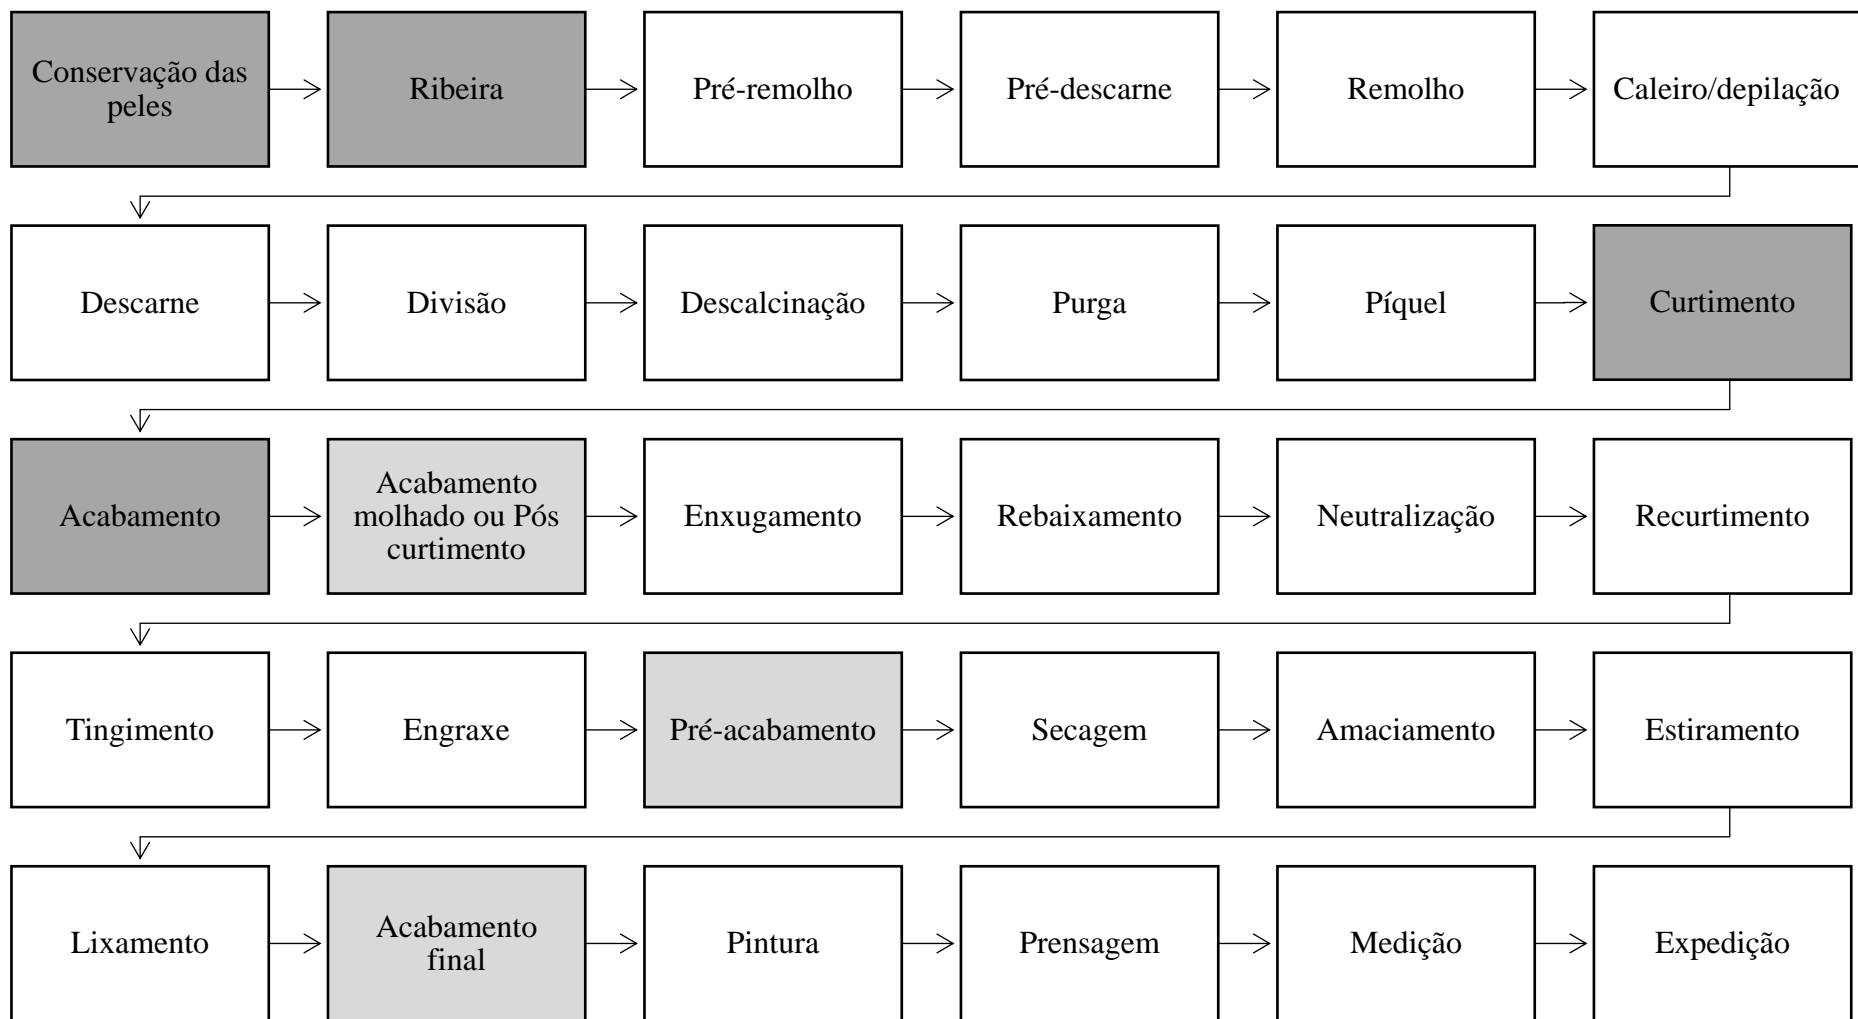 Conservação das
peles
Ribeira
Pré-remolho
Pré-descarne
Remolho
Caleiro/depilação
Descarne
Divisão
Descalcinação
Purga
Píquel
Curtimento
Acabamento
Acabamento
molhado ou Pós
curtimento
Enxugamento
Rebaixamento
Neutralização
Recurtimento
Tingimento
Engraxe
Pré-acabamento
Secagem
Amaciamento
Estiramento
Lixamento
Acabamento
final
Pintura
Prensagem
Medição
Expedição